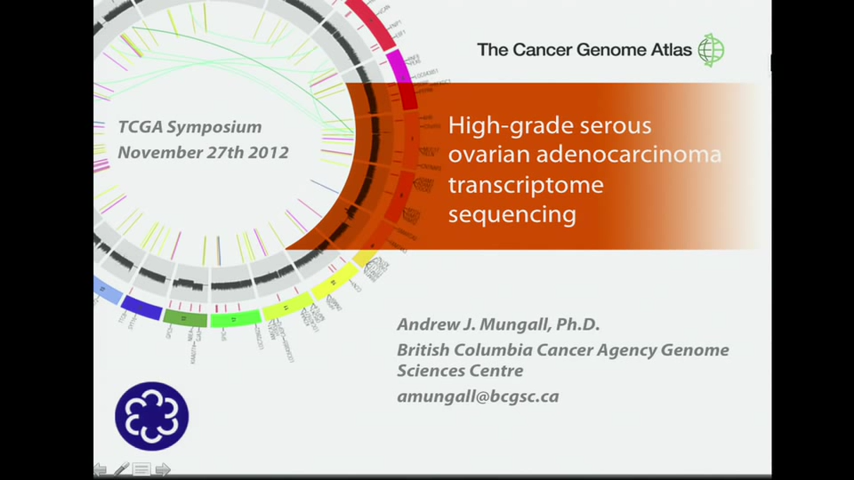 The Cancer Genome Atlas
TCGA Symposium
November 27th 2012
High-grade serous
ovarian adenocarcinoma
transcriptome
sequencing
Andrew J. Mungall, Ph.D.
British Columbia Cancer Agency Genome
Sciences Centre
amungall@bcgsc.ca